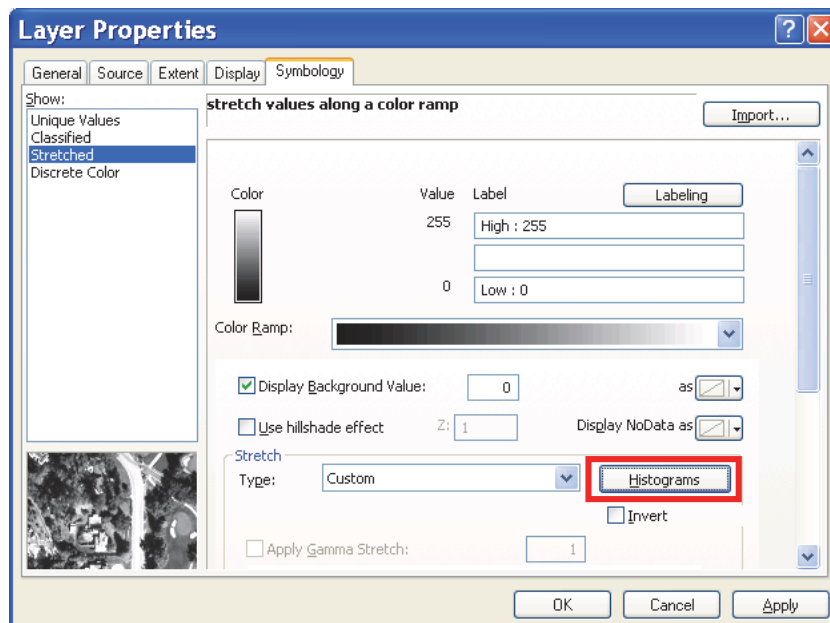 Layer Properties
General Source Extent Display Symbology
Show:
Unique Values
Classified
Stretched
Discrete Color
stretch values along a color ramp
Import...
Color Value Label Labeling
255 High : 255
0 Low : 0
Color Ramp:
Display Background Value: 0 as
Use hillshade effect Z: 1 Display NoData as
Stretch
Type: Custom Histograms
Invert
Apply Gamma Stretch: 1
OK Cancel Apply